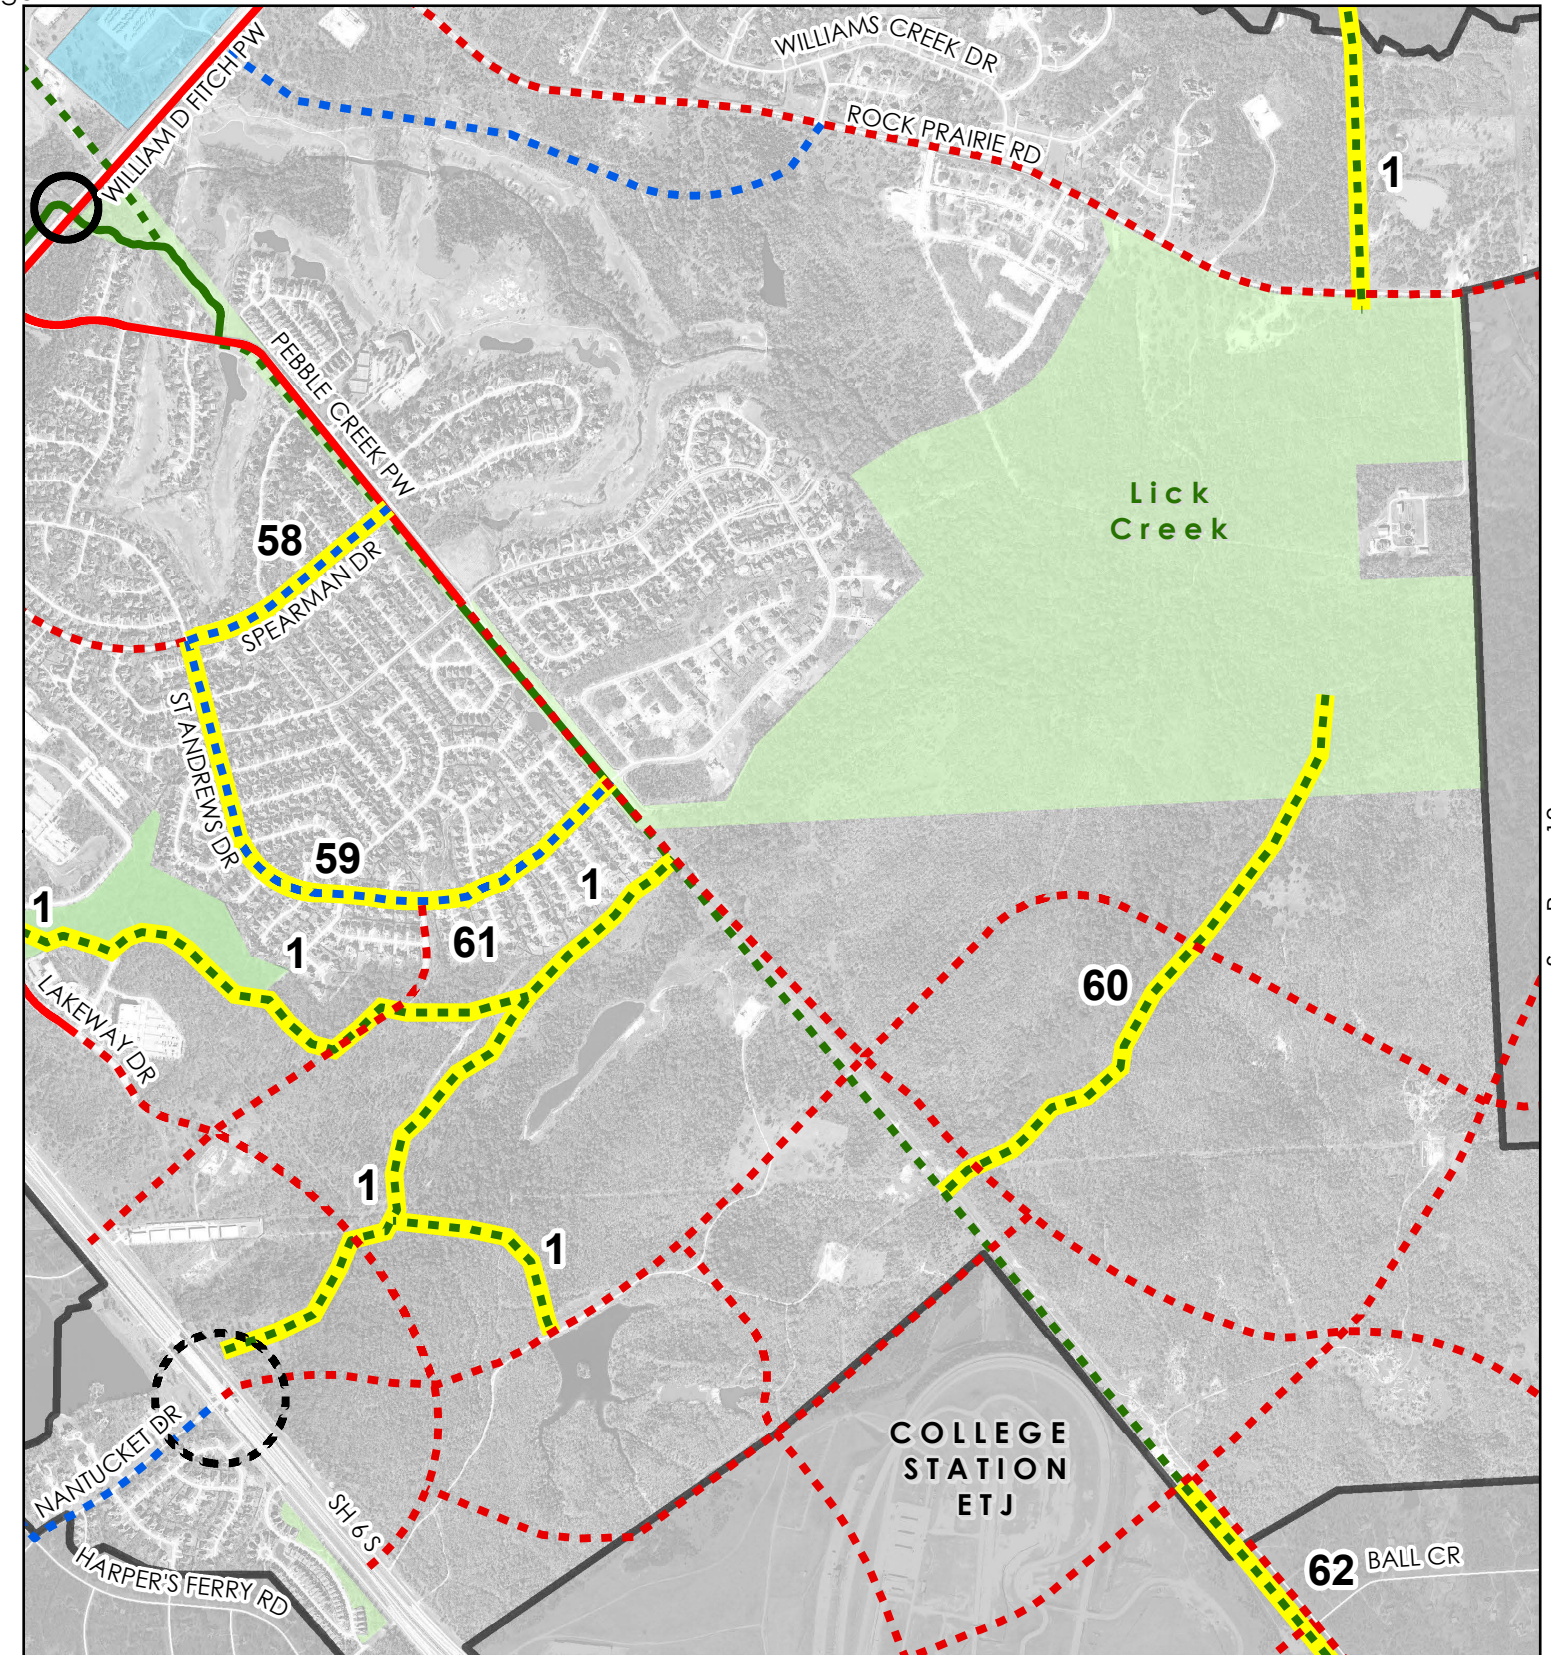 WILLIAMS CREEK DR
WILLIAM D FITCH PW
ROCK PRAIRIE RD
1
PEBBLE CREEK PW
Lick
Creek
58
SPEARMAN DR
ST ANDREWS DR
59
1
1
61
1
60
LAKEWAY DR
1
1
NANTUCKET DR
COLLEGE
STATION
ETJ
SH 6 S
HARPER'S FERRY RD
62
BALL CR